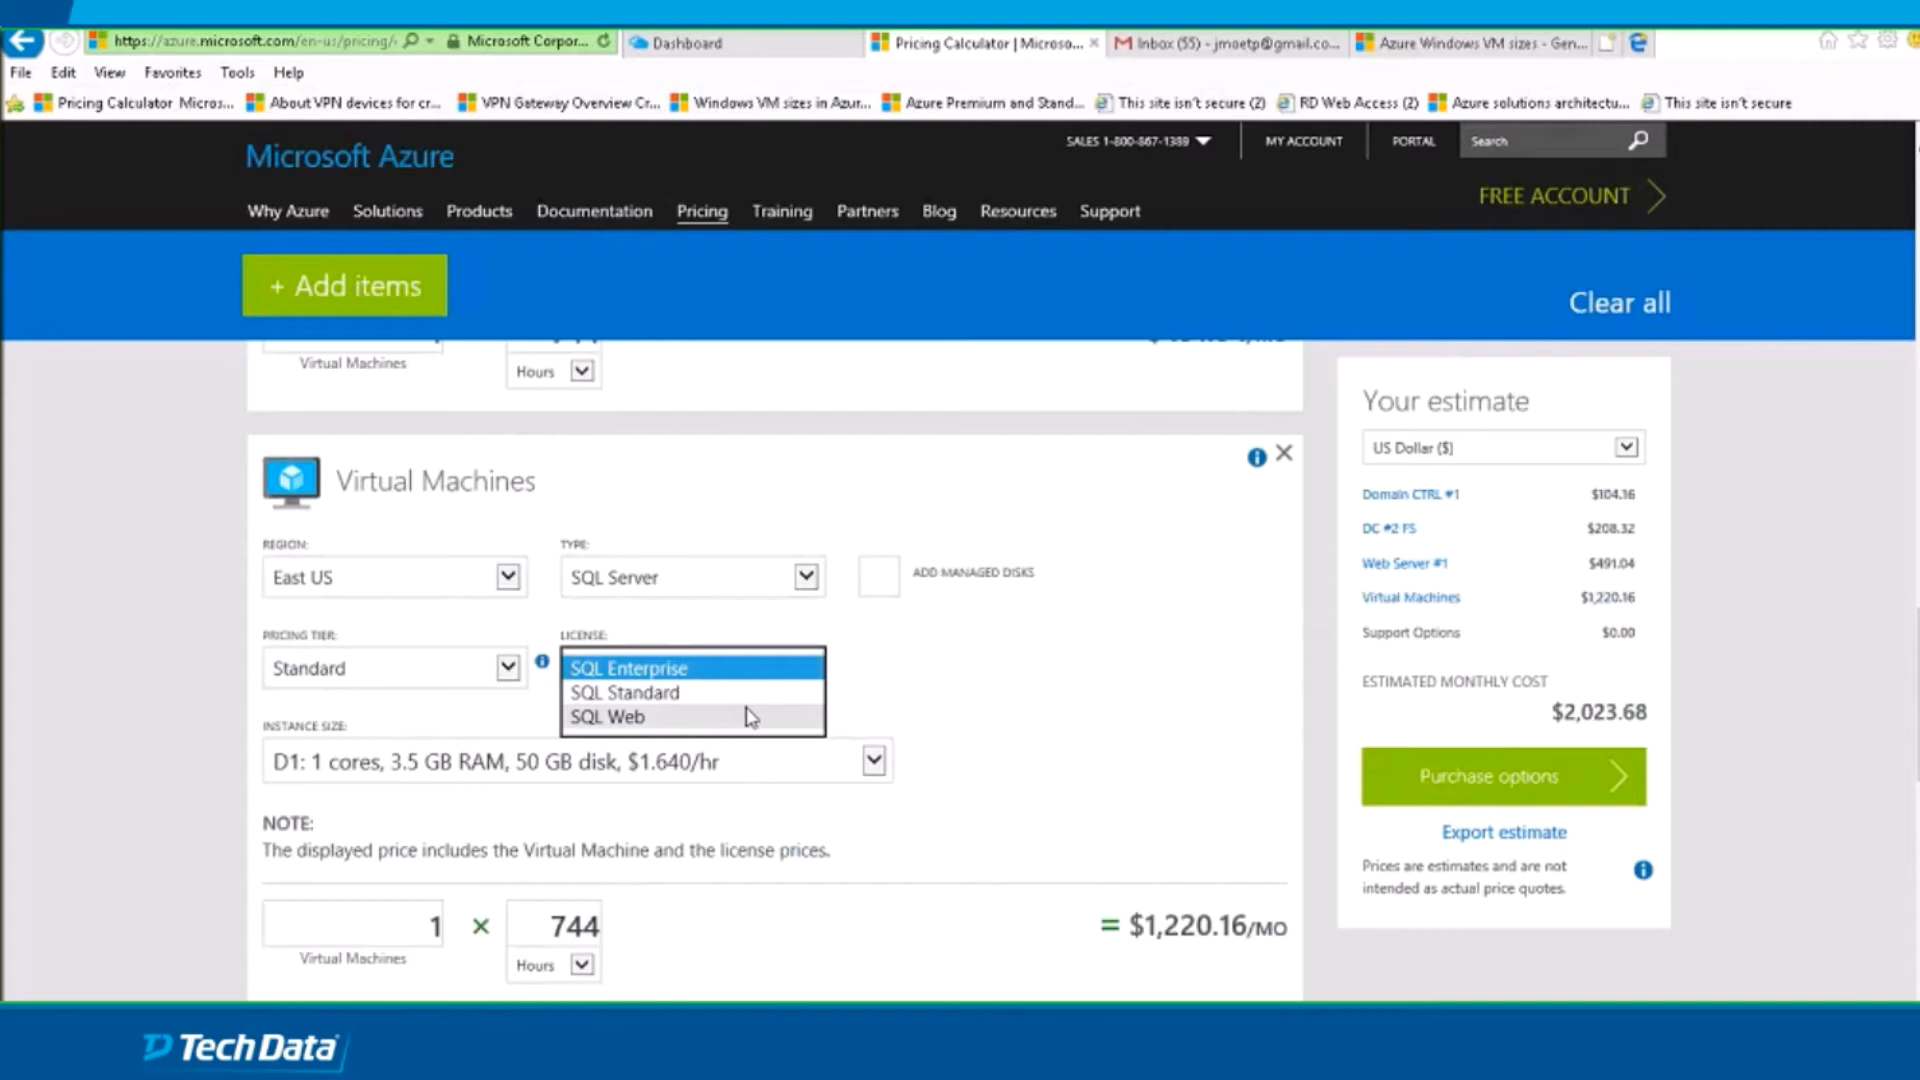 https://azure.microsoft.com/en-us/pricing/
Microsoft Corpor...
Dashboard
Pricing Calculator | Microso...
Inbox (55) - jmoetp@gmail.co...
Azure Windows VM sizes - Gen...
File Edit View Favorites Tools Help
Pricing Calculator Micros...
About VPN devices for cr...
VPN Gateway Overview Cr...
Windows VM sizes in Azur...
Azure Premium and Stand...
This site isn't secure (2)
RD Web Access (2)
Azure solutions architectu...
This site isn't secure
SALES 1-800-867-1389
MY ACCOUNT
PORTAL
Search
Microsoft Azure
FREE ACCOUNT
Why Azure Solutions Products Documentation Pricing Training Partners Blog Resources Support
+ Add items
Clear all
Virtual Machines
Hours
Virtual Machines
REGION:
East US
TYPE:
SQL Server
ADD MANAGED DISKS
PRICING TIER:
Standard
LICENSE:
SQL Enterprise
SQL Standard
SQL Web
INSTANCE SIZE:
D1: 1 cores, 3.5 GB RAM, 50 GB disk, $1.640/hr
NOTE:
The displayed price includes the Virtual Machine and the license prices.
1 × 744 = $1,220.16/MO
Virtual Machines
Hours
Your estimate
US Dollar ($)
Domain CTRL #1 $104.16
DC #2 FS $208.32
Web Server #1 $491.04
Virtual Machines $1,220.16
Support Options $0.00
ESTIMATED MONTHLY COST
$2,023.68
Purchase options
Export estimate
Prices are estimates and are not
intended as actual price quotes.
Tech Data